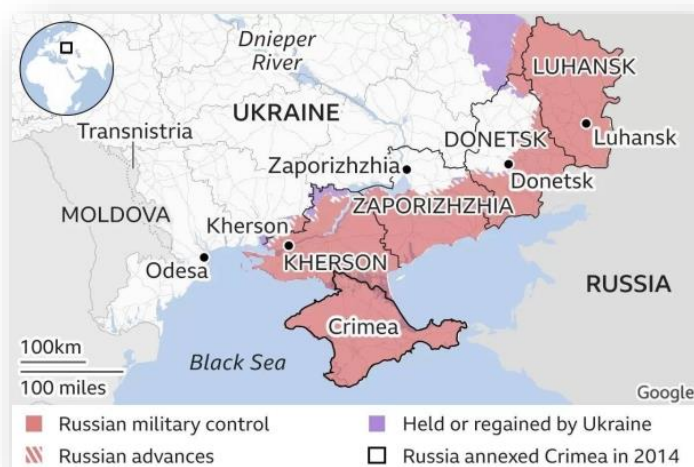 Dnieper
River
LUHANSK
UKRAINE
Transnistria
DONETSK
Luhansk
Zaporizhzhia
Donetsk
MOLDOVA
ZAPORIZHZHIA
Kherson
Odesa
KHERSON
RUSSIA
Crimea
100km
100 miles
Black Sea
Google
Russian military control
Held or regained by Ukraine
Russian advances
Russia annexed Crimea in 2014